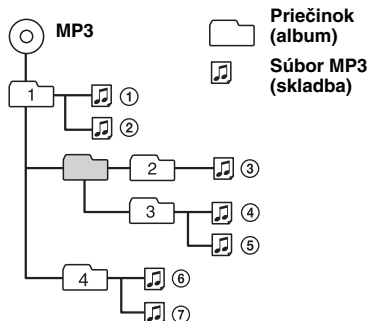 MP3
Priečinok
(album)
Súbor MP3
(skladba)
1
①
②
2
③
3
④
⑤
4
⑥
⑦